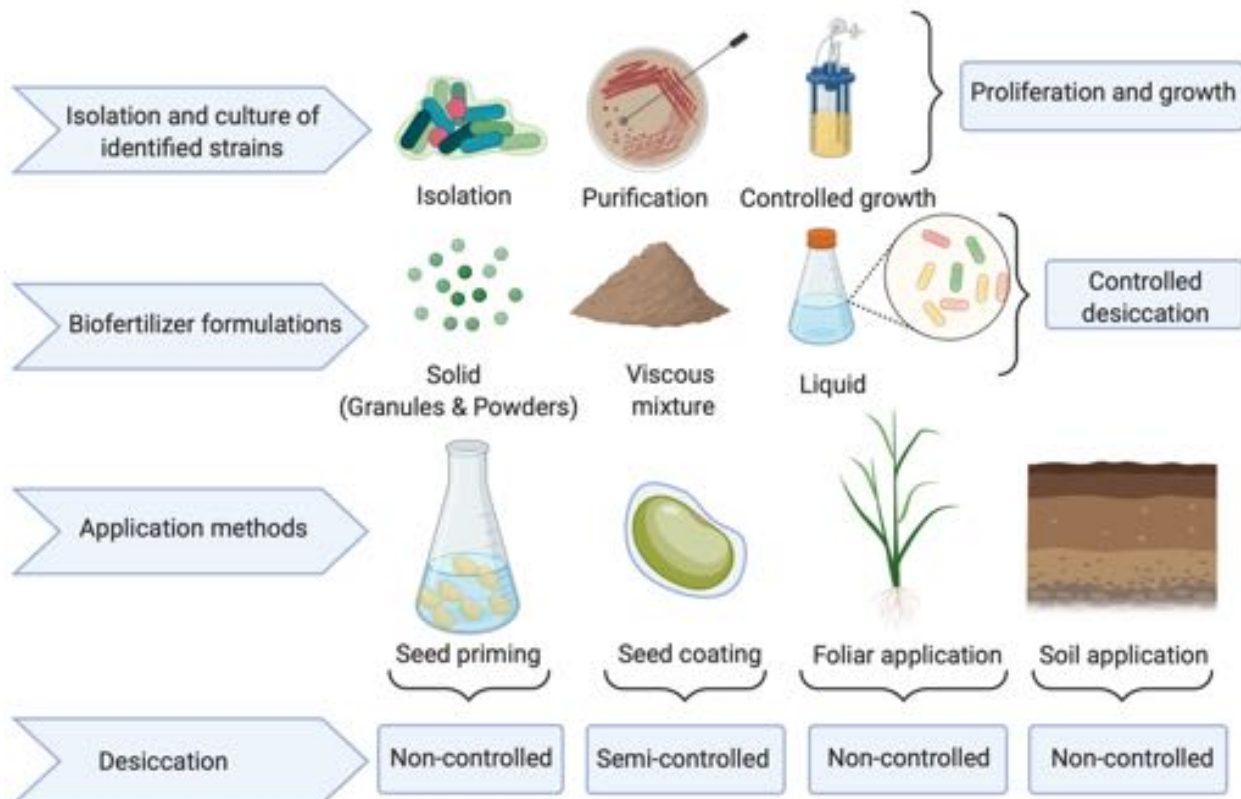 Isolation and culture of
identified strains
Isolation
Purification
Controlled growth
Proliferation and growth
Biofertilizer formulations
Solid
(Granules & Powders)
Viscous
mixture
Liquid
Controlled
desiccation
Application methods
Seed priming
Seed coating
Foliar application
Soil application
Desiccation
Non-controlled
Semi-controlled
Non-controlled
Non-controlled